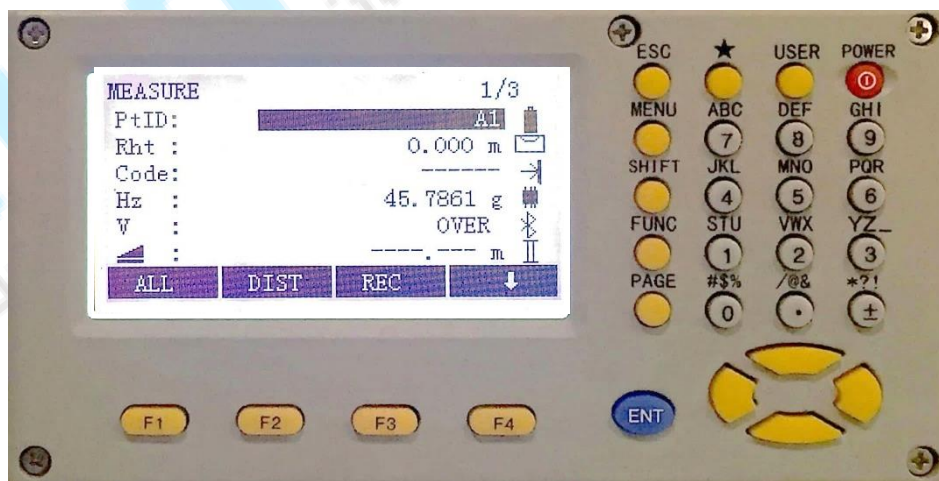 MEASURE 1/3
PtID: A1
Rht : 0.000 m
Code: ------
Hz : 45.7861 g
V : OVER
: ----.--- m
ALL DIST REC ↓
F1 F2 F3 F4
ESC ★ USER POWER
MENU ABC DEF GHI
7 8 9
SHIFT JKL MNO PQR
4 5 6
FUNC STU VWX YZ_
1 2 3
PAGE #$% /@& *?!
0 . ±
ENT